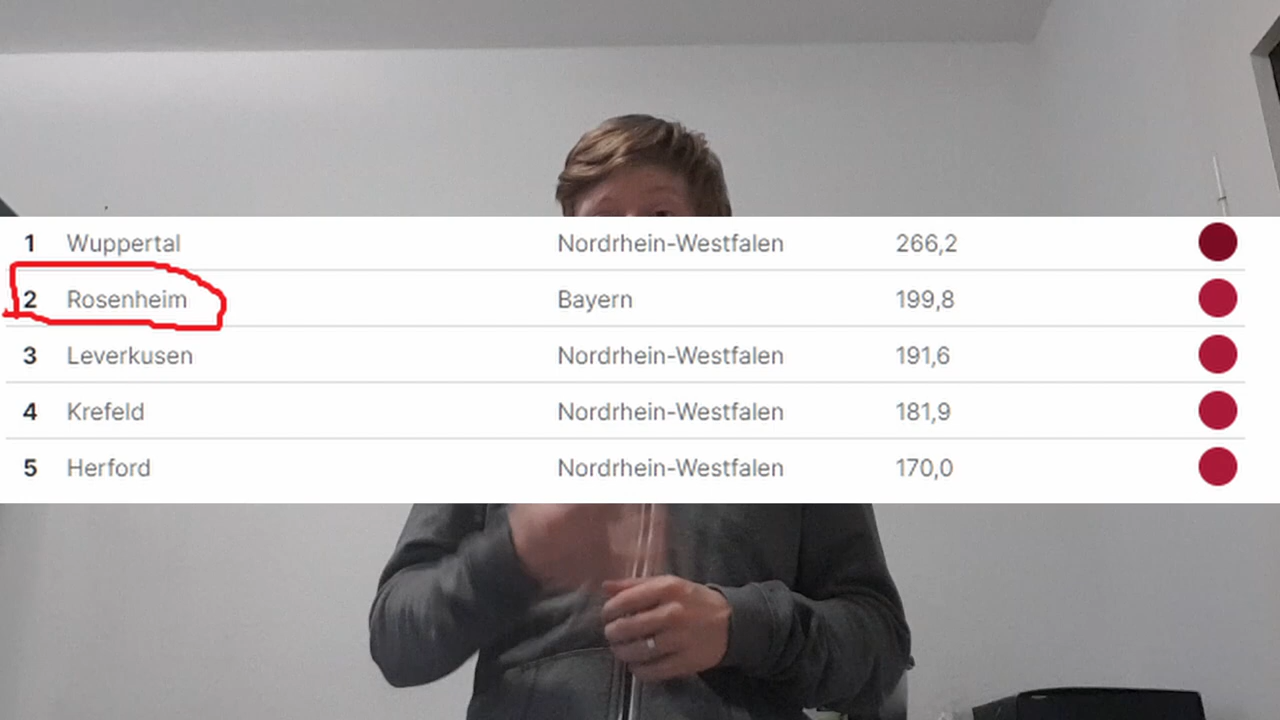 1 Wuppertal Nordrhein-Westfalen 266,2
2 Rosenheim Bayern 199,8
3 Leverkusen Nordrhein-Westfalen 191,6
4 Krefeld Nordrhein-Westfalen 181,9
5 Herford Nordrhein-Westfalen 170,0